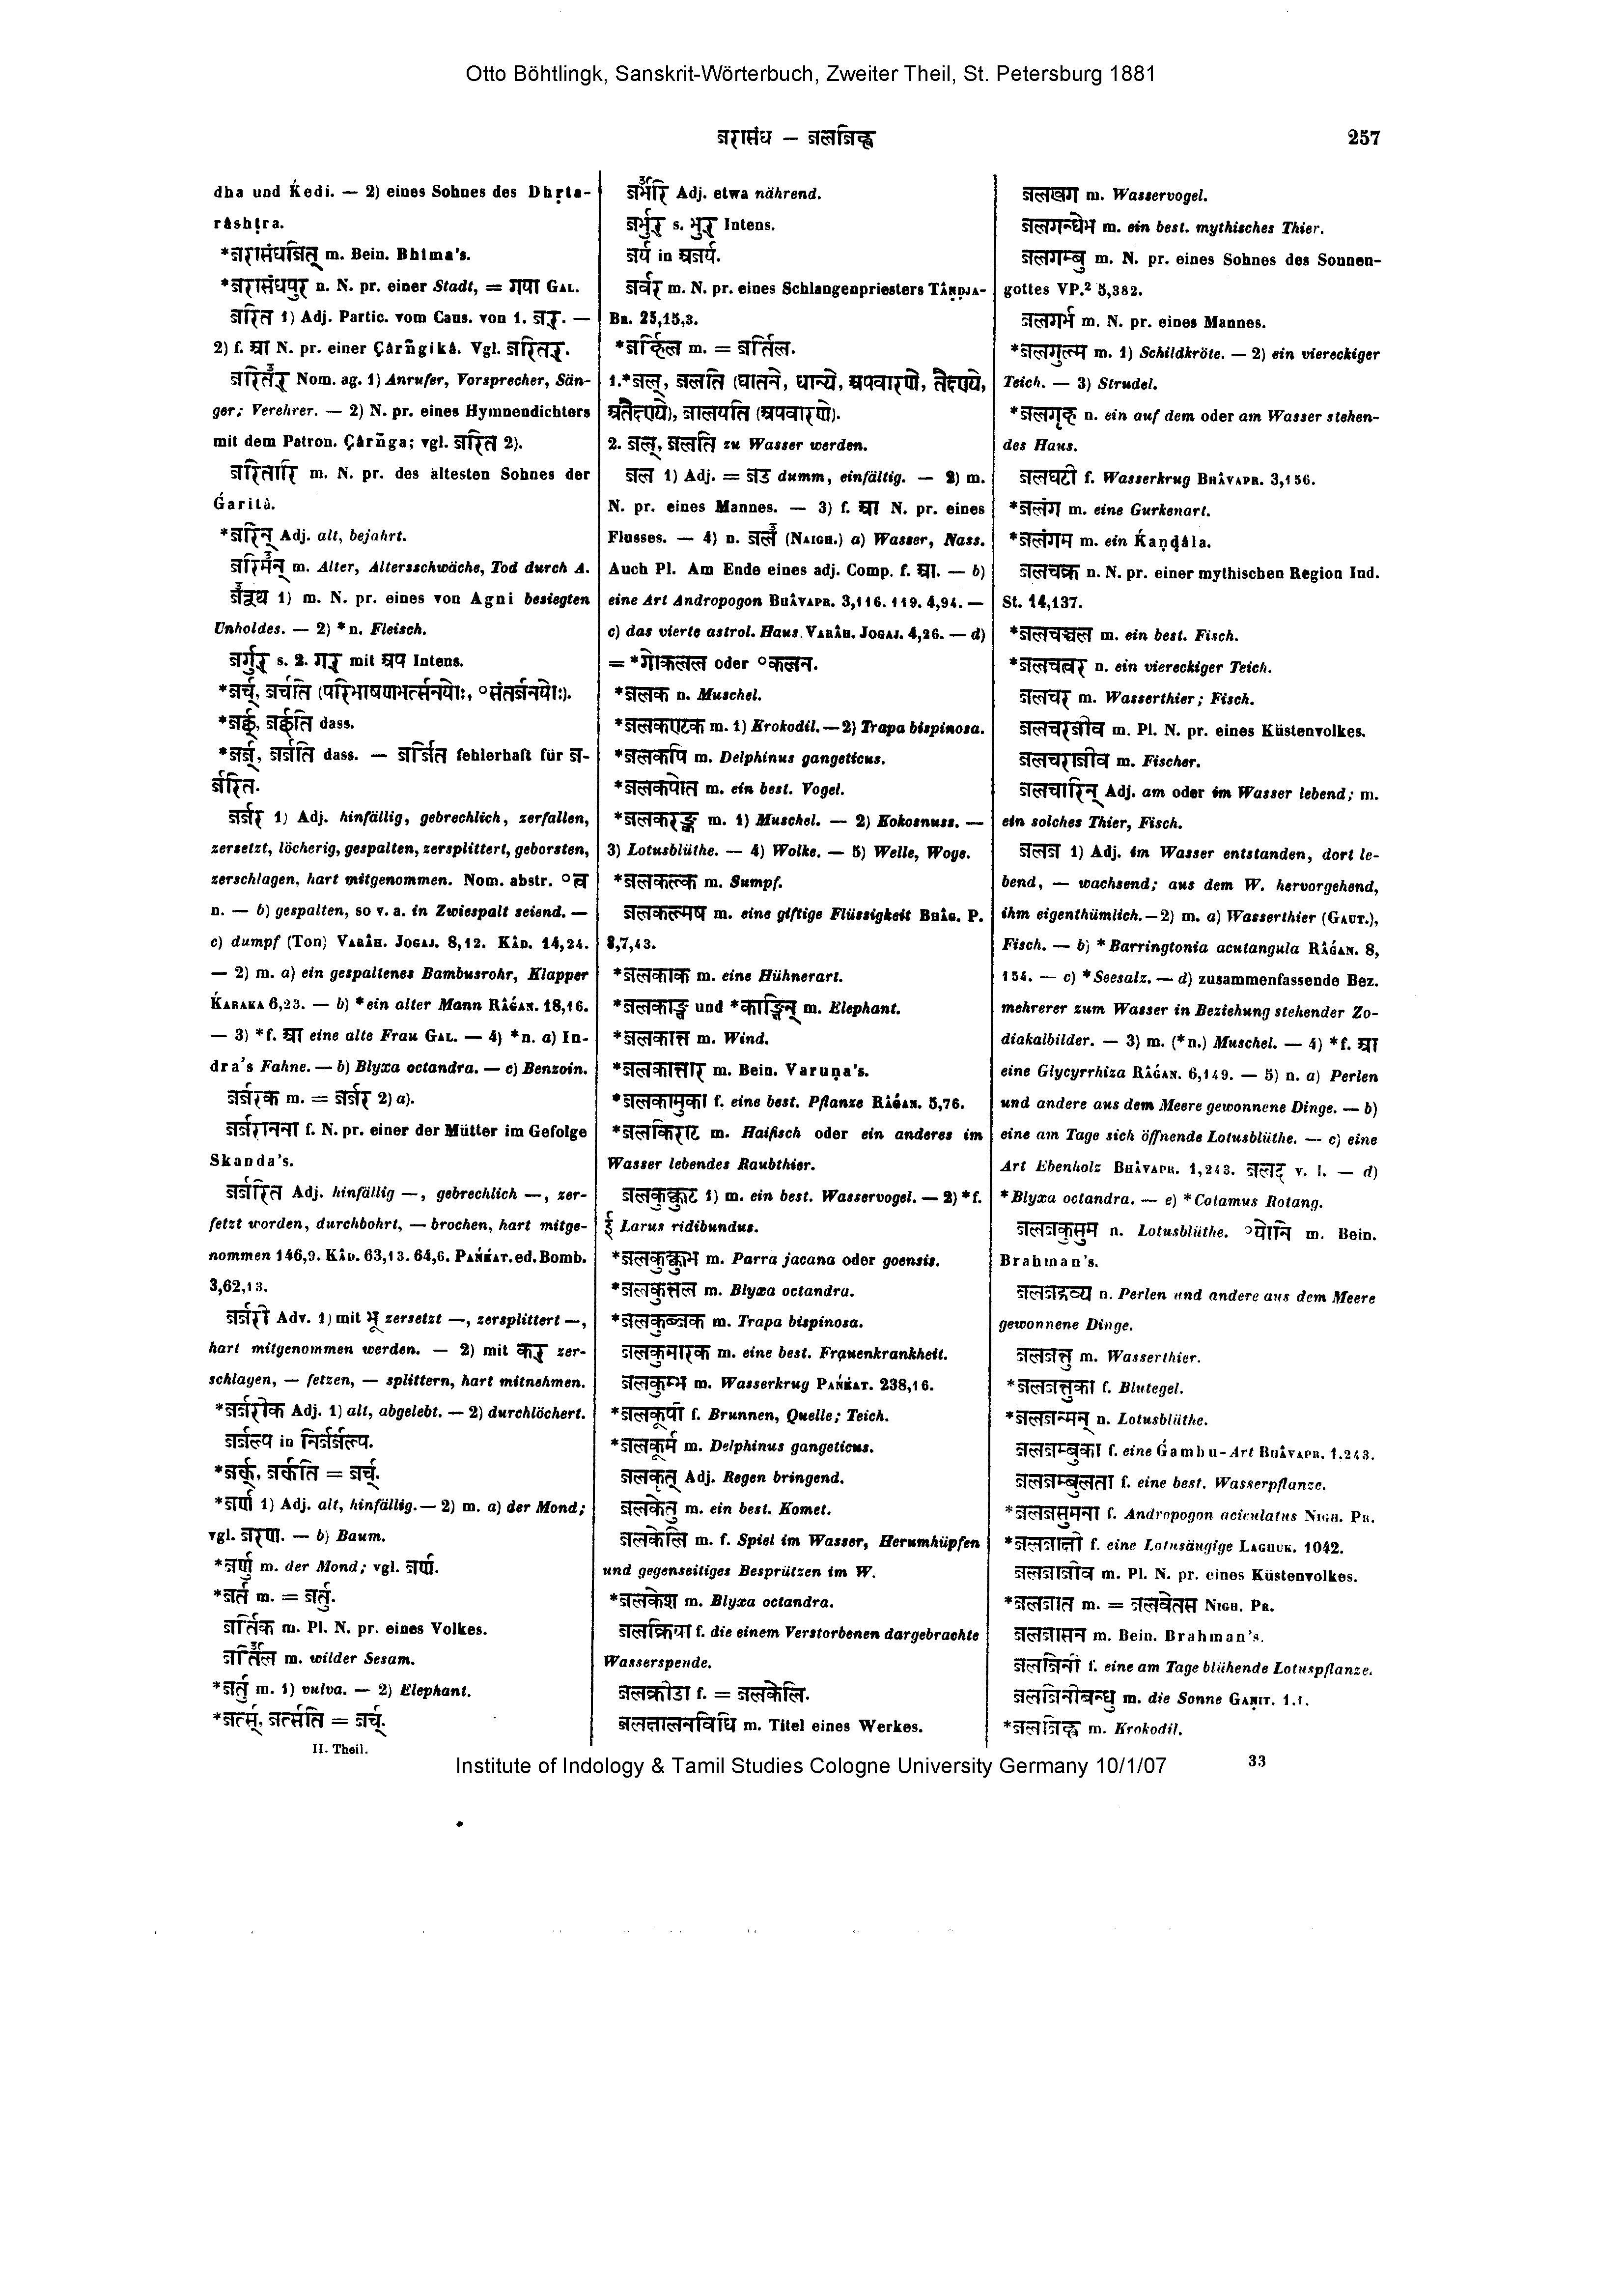 Otto Böhtlingk, Sanskrit-Wörterbuch, Zweiter Theil, St. Petersburg 1881
जरासंध — जलजिह्व 257
dha und Ḱedi. — 2) eines Sohnes des Dhṛta-
râshṭra.
*जरासंधजित् m. Bein. Bhîma's.
*जरासंधपुर n. N. pr. einer Stadt, = गया GAL.
जरित 1) Adj. Partic. vom Caus. von 1. जर्. —
2) f. आ N. pr. einer Çârñgikâ. Vgl. जरितर्.
जरितर् Nom. ag. 1) Anrufer, Vorsprecher, Sän-
ger; Verehrer. — 2) N. pr. eines Hymnendichters
mit dem Patron. Çârñga; vgl. जरित 2).
जरितारि m. N. pr. des ältesten Sohnes der
Ǵaritâ.
*जरिन् Adj. alt, bejahrt.
जरिमन् m. Alter, Altersschwäche, Tod durch A.
जरूथ 1) m. N. pr. eines von Agni besiegten
Unholdes. — 2) *n. Fleisch.
जर्गुर् s. 2. गर् mit अप Intens.
*जर्च्, जर्चति (परिभाषणभर्त्सनयोः, °संतर्जनयोः).
*जर्छ्, जर्छति dass.
*जर्ज्, जर्जति dass. — जर्जित fehlerhaft für ज-
र्जरित.
जर्जर 1) Adj. hinfällig, gebrechlich, zerfallen,
zersetzt, löcherig, gespalten, zersplittert, geborsten,
zerschlagen, hart mitgenommen. Nom. abstr. °त्व
n. — b) gespalten, so v. a. in Zwiespalt seiend. —
c) dumpf (Ton) VARÂH. JOGAJ. 8,12. KÂD. 14,24.
— 2) m. a) ein gespaltenes Bambusrohr, Klapper
ḰARAKA 6,23. — b) *ein alter Mann RÂǴAN. 18,16.
— 3) *f. आ eine alte Frau GAL. — 4) *n. a) In-
dra's Fahne. — b) Blyxa octandra. — c) Benzoin.
जर्जरक m. = जर्जर 2) a).
जर्जरानना f. N. pr. einer der Mütter im Gefolge
Skanda's.
जर्जरित Adj. hinfällig —, gebrechlich —, zer-
fetzt worden, durchbohrt, — brochen, hart mitge-
nommen 146,9. KÂD. 63,13. 64,6. PAŃḰAT. ed. Bomb.
3,62,13.
जर्जरी Adv. 1) mit भू zersetzt —, zersplittert —,
hart mitgenommen werden. — 2) mit कर् zer-
schlagen, — fetzen, — splittern, hart mitnehmen.
*जर्जरीक Adj. 1) alt, abgelebt. — 2) durchlöchert.
जर्जल्प in निर्जर्जल्प.
*जर्क्, जर्कति = जर्च्.
*जर्ण 1) Adj. alt, hinfällig. — 2) m. a) der Mond;
vgl. जरण. — b) Baum.
*जर्णु m. der Mond; vgl. जर्ण.
*जर्त m. = जर्तु.
जर्तिक m. Pl. N. pr. eines Volkes.
जर्तिल m. wilder Sesam.
*जर्तु m. 1) vulva. — 2) Elephant.
*जर्त्स्, जर्त्सति = जर्च्.
II. Theil.
जर्भरि Adj. etwa nährend.
जर्भुर् s. भुर् Intens.
जर्य in अजर्य.
जर्वर m. N. pr. eines Schlangenpriesters TÂṆḌJA-
BR. 25,15,3.
*जर्हिल m. = जर्तिल.
1.*जल्, जलति (घातने, धान्ये, अपवारणे, तैक्ष्ण्ये,
अतैक्ष्ण्ये), जालयति (अपवारणे).
2. जल्, जलति zu Wasser werden.
जल 1) Adj. = जड dumm, einfältig. — 2) m.
N. pr. eines Mannes. — 3) f. आ N. pr. eines
Flusses. — 4) n. जल (NAIGH.) a) Wasser, Nass.
Auch Pl. Am Ende eines adj. Comp. f. आ. — b)
eine Art Andropogon BHÂVAPR. 3,116. 119. 4,94. —
c) das vierte astrol. Haus VARÂH. JOGAJ. 4,26. — d)
= *गोकलल oder °कलन.
*जलक n. Muschel.
*जलकण्टक m. 1) Krokodil. — 2) Trapa bispinosa.
*जलकपि m. Delphinus gangeticus.
*जलकपोत m. ein best. Vogel.
*जलकरङ्क m. 1) Muschel. — 2) Kokosnuss. —
3) Lotusblüthe. — 4) Wolke. — 5) Welle, Woge.
*जलकल्क m. Sumpf.
जलकल्मष m. eine giftige Flüssigkeit BHÂG. P.
8,7,43.
*जलकाक m. eine Hühnerart.
*जलकाङ्क्ष und *काङ्क्षिन् m. Elephant.
*जलकान्त m. Wind.
*जलकान्तार m. Bein. Varuṇa's.
*जलकामुका f. eine best. Pflanze RÂǴAN. 5,76.
*जलकिराट m. Haifisch oder ein anderes im
Wasser lebendes Raubthier.
जलकुक्कुट 1) m. ein best. Wasservogel. — 2) *f.
ई Larus ridibundus.
*जलकुक्कुभ m. Parra jacana oder goensis.
*जलकुन्तल m. Blyxa octandra.
*जलकुब्जक m. Trapa bispinosa.
जलकुमारक m. eine best. Frauenkrankheit.
जलकुम्भ m. Wasserkrug PAŃḰAT. 238,16.
*जलकूपी f. Brunnen, Quelle; Teich.
*जलकूर्म m. Delphinus gangeticus.
जलकृत् Adj. Regen bringend.
जलकेतु m. ein best. Komet.
जलकेलि m. f. Spiel im Wasser, Herumhüpfen
und gegenseitiges Besprützen im W.
*जलकेश m. Blyxa octandra.
जलक्रिया f. die einem Verstorbenen dargebrachte
Wasserspende.
जलक्रीडा f. = जलकेलि.
जलक्षालनविधि m. Titel eines Werkes.
जलखग m. Wasservogel.
जलगन्धेभ m. ein best. mythisches Thier.
जलगम्बु m. N. pr. eines Sohnes des Sonnen-
gottes VP.² 5,382.
जलगर्भ m. N. pr. eines Mannes.
*जलगुल्म m. 1) Schildkröte. — 2) ein viereckiger
Teich. — 3) Strudel.
*जलगृह n. ein auf dem oder am Wasser stehen-
des Haus.
जलघटी f. Wasserkrug BHÂVAPR. 3,156.
*जलंग m. eine Gurkenart.
*जलंगम m. ein Ḱaṇḍâla.
जलचक्र n. N. pr. einer mythischen Region Ind.
St. 14,137.
*जलचञ्चल m. ein best. Fisch.
*जलचत्वर n. ein viereckiger Teich.
जलचर m. Wasserthier; Fisch.
जलचरजीव m. Pl. N. pr. eines Küstenvolkes.
जलचराजीव m. Fischer.
जलचारिन् Adj. am oder im Wasser lebend; m.
ein solches Thier, Fisch.
जलज 1) Adj. im Wasser entstanden, dort le-
bend, — wachsend; aus dem W. hervorgehend,
ihm eigenthümlich. — 2) m. a) Wasserthier (GAUT.),
Fisch. — b) *Barringtonia acutangula RÂǴAN. 8,
154. — c) *Seesalz. — d) zusammenfassende Bez.
mehrerer zum Wasser in Beziehung stehender Zo-
diakalbilder. — 3) m. (*n.) Muschel. — 4) *f. आ
eine Glycyrrhiza RÂǴAN. 6,149. — 5) n. a) Perlen
und andere aus dem Meere gewonnene Dinge. — b)
eine am Tage sich öffnende Lotusblüthe. — c) eine
Art Ebenholz BHÂVAPR. 1,243. जलद v. l. — d)
*Blyxa octandra. — e) *Calamus Rotang.
जलजकुसुम n. Lotusblüthe. °योनि m. Bein.
Brahman's.
जलजद्रव्य n. Perlen und andere aus dem Meere
gewonnene Dinge.
जलजन्तु m. Wasserthier.
*जलजन्तुका f. Blutegel.
*जलजन्मन् n. Lotusblüthe.
जलजम्बुका f. eine Ǵambu-Art BHÂVAPR. 1.243.
जलजम्बुलता f. eine best. Wasserpflanze.
*जलजसुमना f. Andropogon aciculatus NIGH. PR.
*जलजाक्षी f. eine Lotusäugige LAGHUK. 1042.
जलजाजीव m. Pl. N. pr. eines Küstenvolkes.
*जलजात m. = जलवेतस NIGH. PR.
जलजासन m. Bein. Brahman's.
जलजिनी f. eine am Tage blühende Lotuspflanze.
जलजिनीबन्धु m. die Sonne GAṆIT. 1.1.
*जलजिह्व m. Krokodil.
33
Institute of Indology & Tamil Studies Cologne University Germany 10/1/07